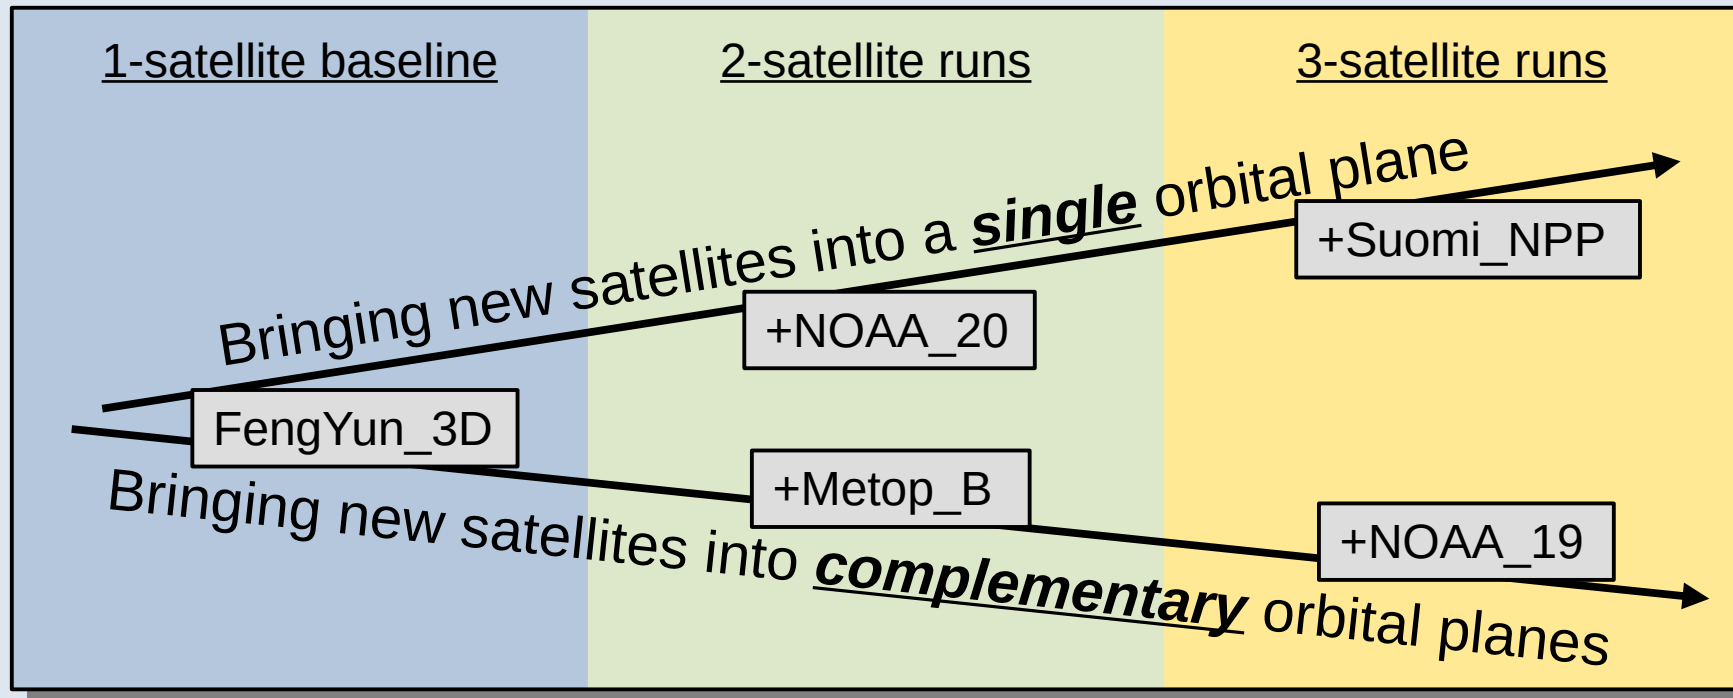 1-satellite baseline
2-satellite runs
3-satellite runs
Bringing new satellites into a single orbital plane
+Suomi_NPP
+NOAA_20
FengYun_3D
+Metop_B
+NOAA_19
Bringing new satellites into complementary orbital planes